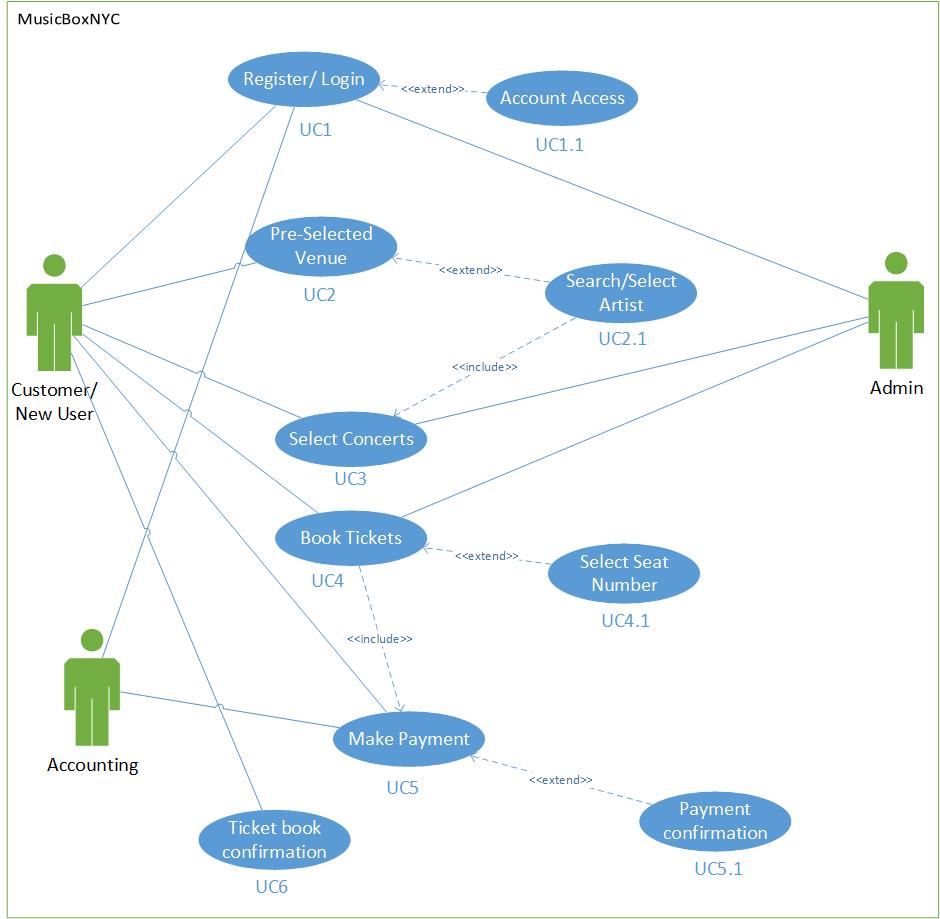 MusicBoxNYC
Register/ Login
<<extend>>
Account Access
UC1
UC1.1
Pre-Selected
Venue
<<extend>>
Search/Select
Artist
UC2
UC2.1
Customer/
New User
Admin
<<include>>
Select Concerts
UC3
Book Tickets
<<extend>>
Select Seat
Number
UC4
UC4.1
<<include>>
Make Payment
Accounting
UC5
<<extend>>
Payment
confirmation
UC5.1
Ticket book
confirmation
UC6